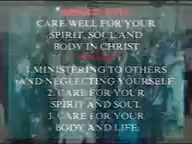 CARE WELL FOR YOUR
SPIRIT, SOUL AND
BODY IN CHRIST
1. MINISTERING TO OTHERS
AND NEGLECTING YOURSELF
2. CARE FOR YOUR
SPIRIT AND SOUL
3. CARE FOR YOUR
BODY AND LIFE.